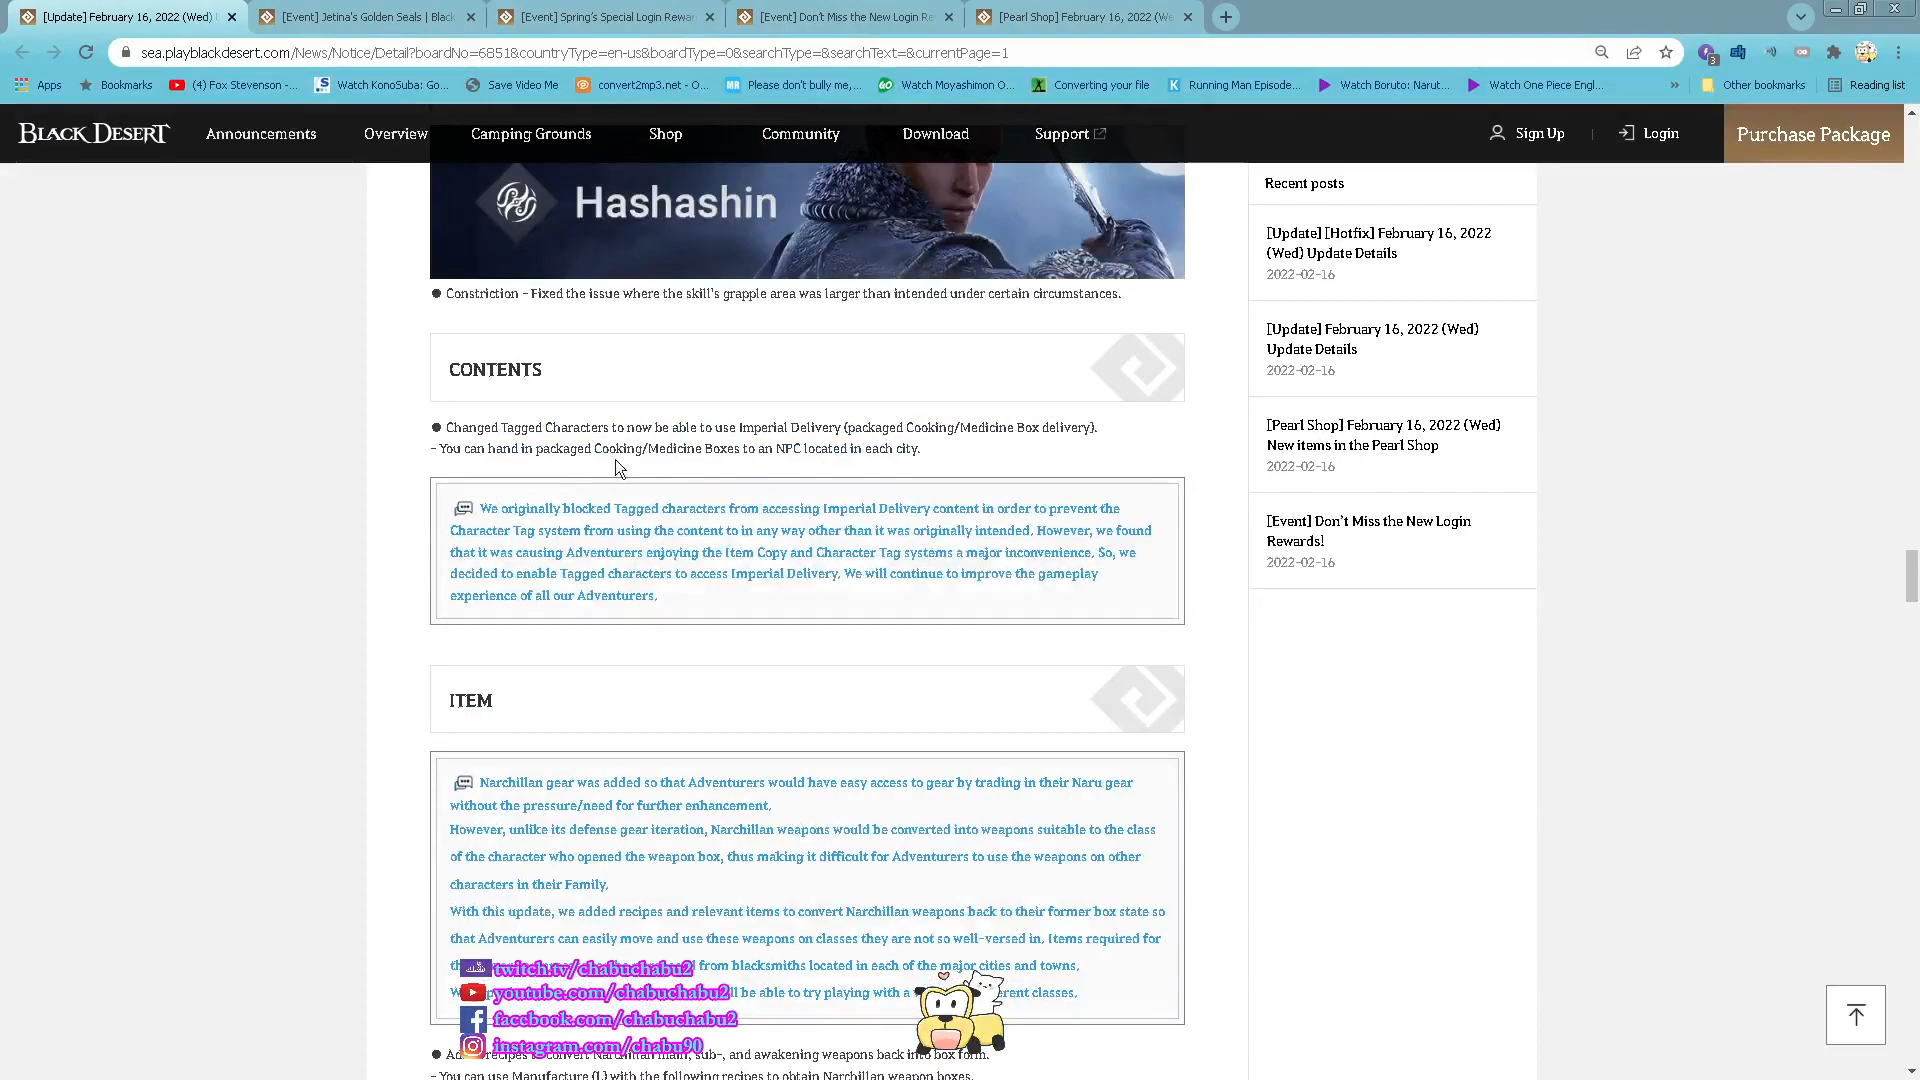 [Update] February 16, 2022 (Wed)
[Event] Jetina's Golden Seals | Black
[Event] Spring's Special Login Rewar
[Event] Don't Miss the New Login Re
[Pearl Shop] February 16, 2022 (We
sea.playblackdesert.com/News/Notice/Detail?boardNo=6851&countryType=en-us&boardType=0&searchType=&searchText=&currentPage=1
3
Apps
Bookmarks
(4) Fox Stevenson -...
Watch KonoSuba: Go...
Save Video Me
convert2mp3.net - O...
Please don't bully me,...
Watch Moyashimon O...
Converting your file
Running Man Episode...
Watch Boruto: Narut...
Watch One Piece Engl...
Other bookmarks
Reading list
BLACK DESERT
Announcements
Overview
Camping Grounds
Shop
Community
Download
Support
Sign Up
Login
Purchase Package
Hashashin
● Constriction - Fixed the issue where the skill's grapple area was larger than intended under certain circumstances.
CONTENTS
● Changed Tagged Characters to now be able to use Imperial Delivery (packaged Cooking/Medicine Box delivery).
- You can hand in packaged Cooking/Medicine Boxes to an NPC located in each city.
We originally blocked Tagged characters from accessing Imperial Delivery content in order to prevent the
Character Tag system from using the content to in any way other than it was originally intended. However, we found
that it was causing Adventurers enjoying the Item Copy and Character Tag systems a major inconvenience. So, we
decided to enable Tagged characters to access Imperial Delivery. We will continue to improve the gameplay
experience of all our Adventurers.
ITEM
Narchillan gear was added so that Adventurers would have easy access to gear by trading in their Naru gear
without the pressure/need for further enhancement.
However, unlike its defense gear iteration, Narchillan weapons would be converted into weapons suitable to the class
of the character who opened the weapon box, thus making it difficult for Adventurers to use the weapons on other
characters in their Family.
With this update, we added recipes and relevant items to convert Narchillan weapons back to their former box state so
that Adventurers can easily move and use these weapons on classes they are not so well-versed in. Items required for
from blacksmiths located in each of the major cities and towns.
be able to try playing with a
classes.
recipes to convert Narchillan main, sub-, and awakening weapons back into box form.
- You can use Manufacture (L) with the following recipes to obtain Narchillan weapon boxes.
Recent posts
[Update] [Hotfix] February 16, 2022
(Wed) Update Details
2022-02-16
[Update] February 16, 2022 (Wed)
Update Details
2022-02-16
[Pearl Shop] February 16, 2022 (Wed)
New items in the Pearl Shop
2022-02-16
[Event] Don't Miss the New Login
Rewards!
2022-02-16
twitch.tv/chabuchabu2
youtube.com/chabuchabu2
facebook.com/chabuchabu2
instagram.com/chabu90